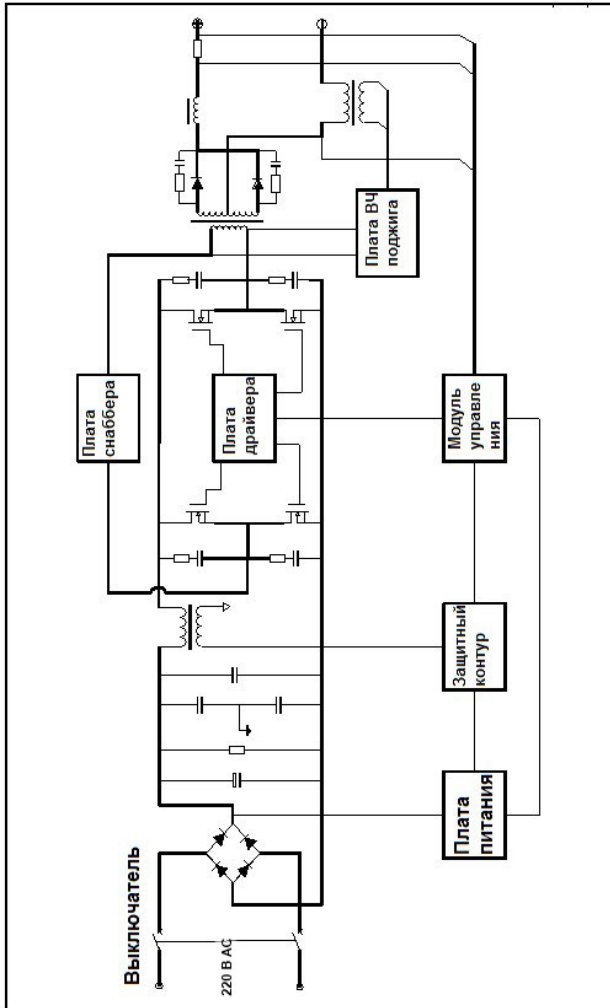 Выключатель
220 В АС
Плата
снаббера
Плата
драйвера
Плата ВЧ
поджига
Плата
питания
Защитный
контур
Модуль
управле
ния